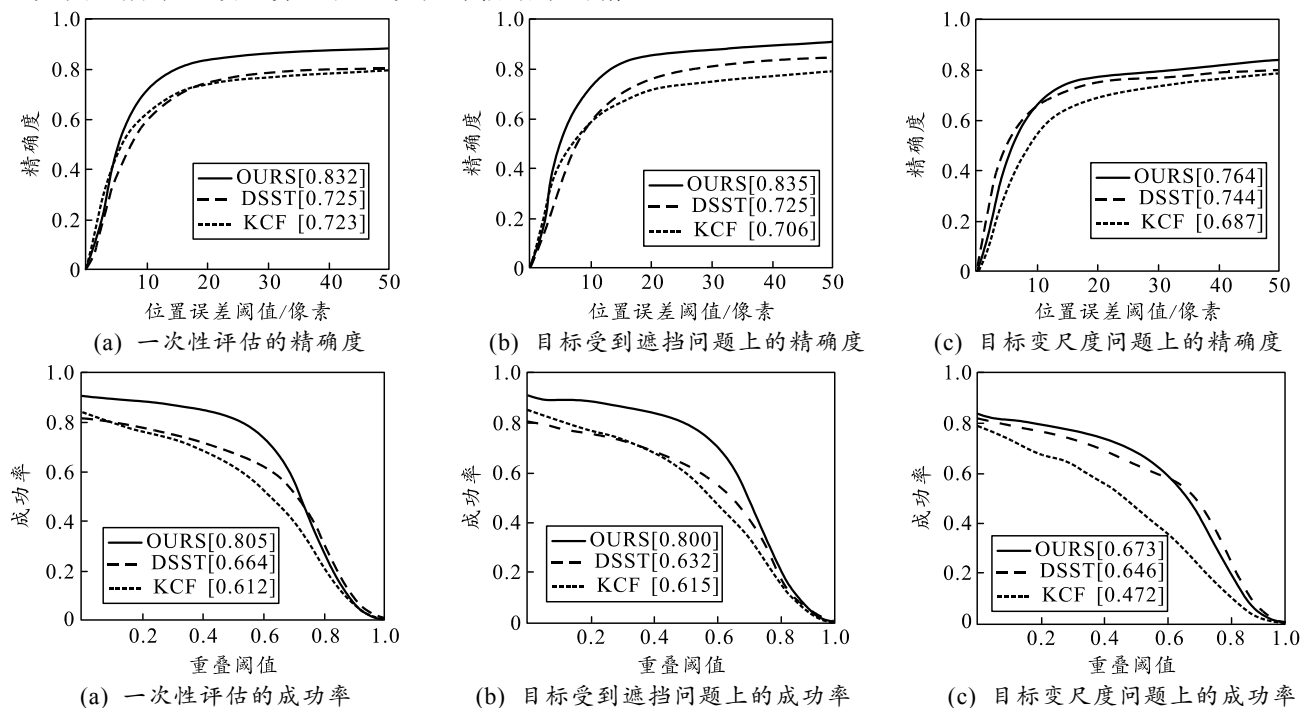 1.0
0.8
0.6
0.4
0.2
0
精确度
OURS[0.832]
DSST[0.725]
KCF [0.723]
10 20 30 40 50
位置误差阈值/像素
(a) 一次性评估的精确度
1.0
0.8
0.6
0.4
0.2
0
精确度
OURS[0.835]
DSST[0.725]
KCF [0.706]
10 20 30 40 50
位置误差阈值/像素
(b) 目标受到遮挡问题上的精确度
1.0
0.8
0.6
0.4
0.2
0
精确度
OURS[0.764]
DSST[0.744]
KCF [0.687]
10 20 30 40 50
位置误差阈值/像素
(c) 目标变尺度问题上的精确度
1.0
0.8
0.6
0.4
0.2
0
成功率
OURS[0.805]
DSST[0.664]
KCF [0.612]
0.2 0.4 0.6 0.8 1.0
重叠阈值
(a) 一次性评估的成功率
1.0
0.8
0.6
0.4
0.2
0
成功率
OURS[0.800]
DSST[0.632]
KCF [0.615]
0.2 0.4 0.6 0.8 1.0
重叠阈值
(b) 目标受到遮挡问题上的成功率
1.0
0.8
0.6
0.4
0.2
0
成功率
OURS[0.673]
DSST[0.646]
KCF [0.472]
0.2 0.4 0.6 0.8 1.0
重叠阈值
(c) 目标变尺度问题上的成功率